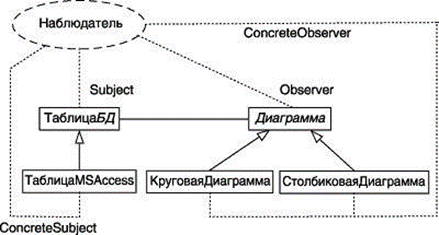 Наблюдатель
ConcreteObserver
Subject
Observer
ТаблицаБД
Диаграмма
ТаблицаMSAccess
КруговаяДиаграмма
СтолбиковаяДиаграмма
ConcreteSubject